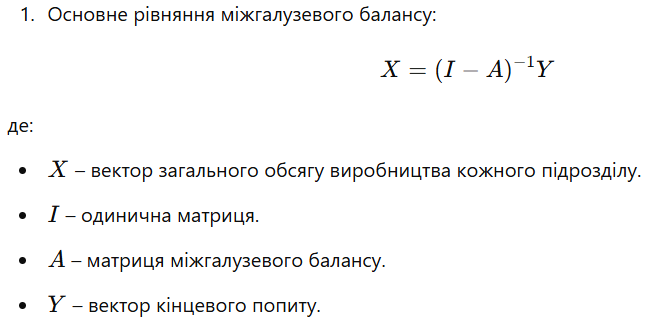 1. Основне рівняння міжгалузевого балансу:
X = (I − A)⁻¹Y
де:
• X – вектор загального обсягу виробництва кожного підрозділу.
• I – одинична матриця.
• A – матриця міжгалузевого балансу.
• Y – вектор кінцевого попиту.